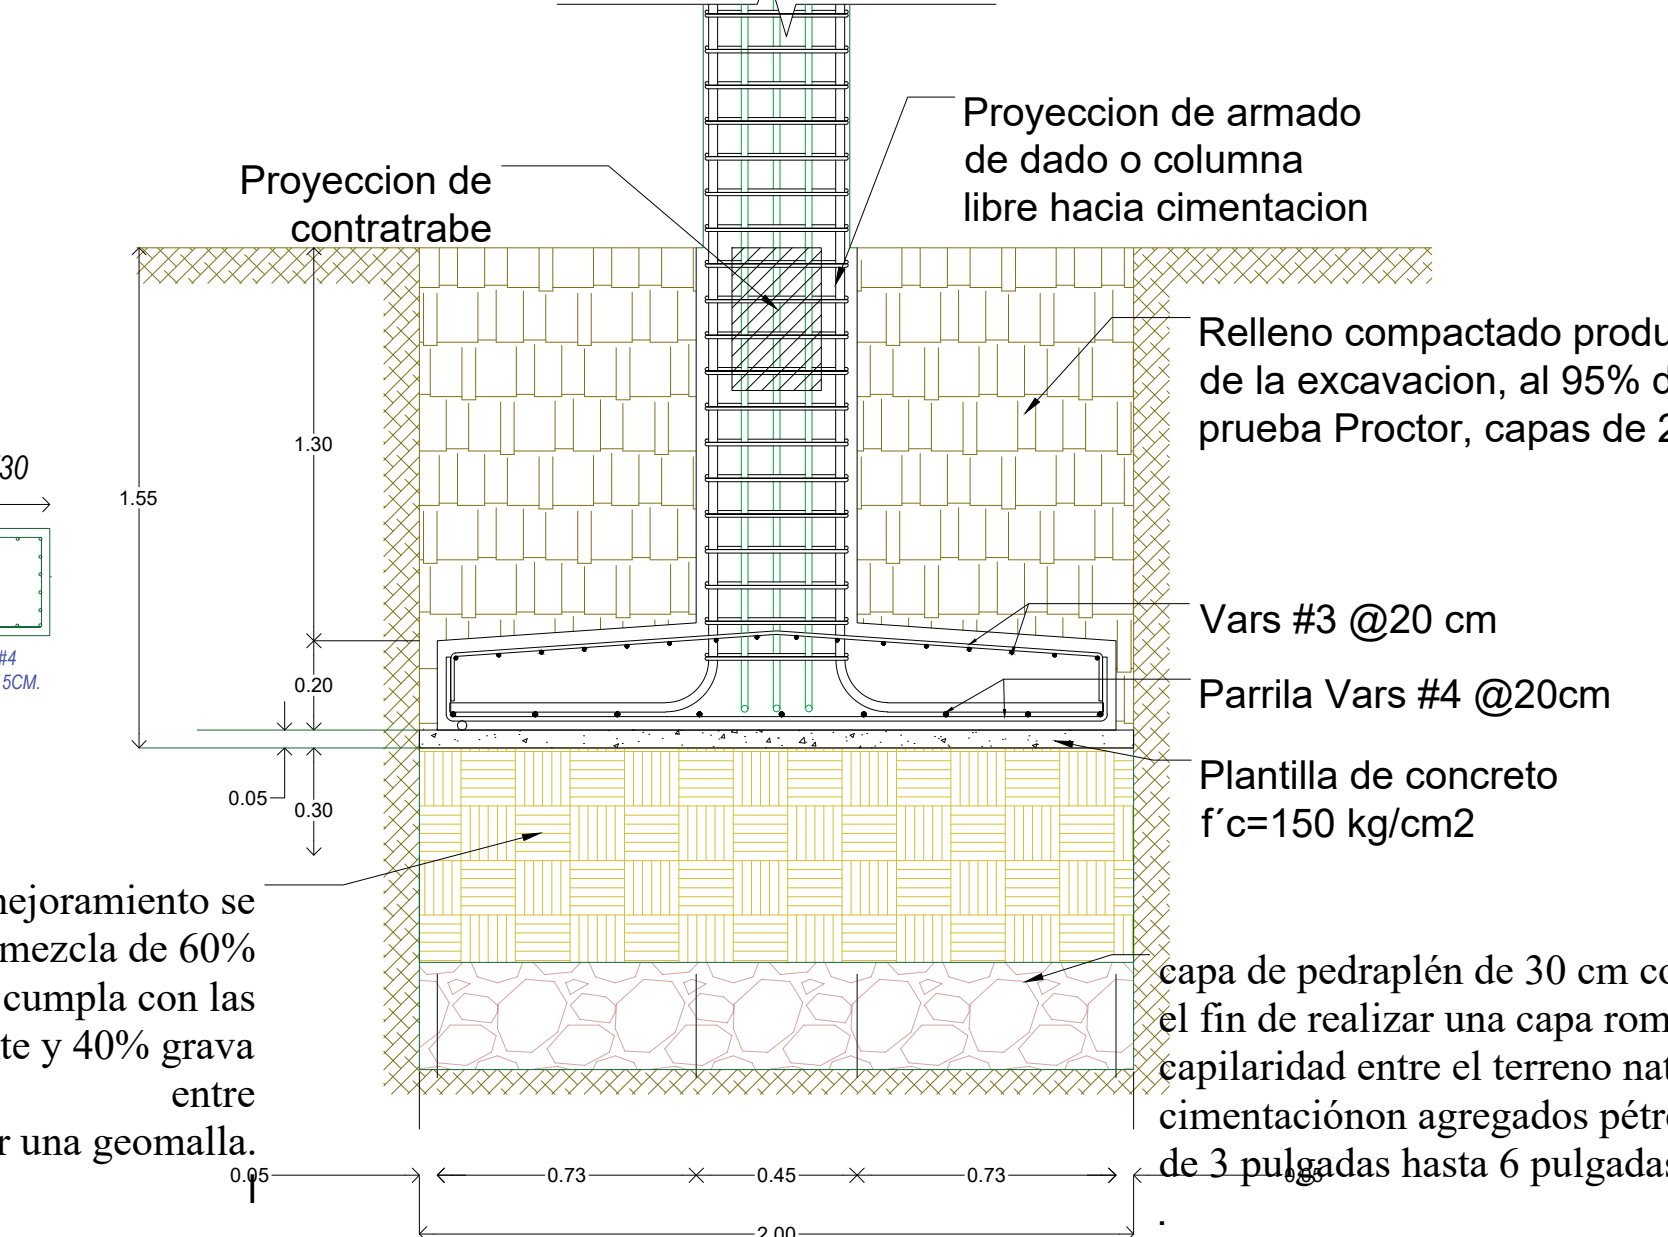 Proyeccion de armado
de dado o columna
libre hacia cimentacion
Proyeccion de
contratrabe
Relleno compactado produ
de la excavacion, al 95% d
prueba Proctor, capas de 2
1.30
/30
1.55
Vars #3 @20 cm
#4
5CM.
0.20
Parrila Vars #4 @20cm
Plantilla de concreto
f´c=150 kg/cm2
0.05
0.30
mejoramiento se
mezcla de 60%
cumpla con las
te y 40% grava
entre
r una geomalla.
capa de pedraplén de 30 cm co
el fin de realizar una capa rom
capilaridad entre el terreno nat
cimentaciónon agregados pétre
de 3 pulgadas hasta 6 pulgadas
.
0.05
0.73
0.45
0.73
0.05
2.00